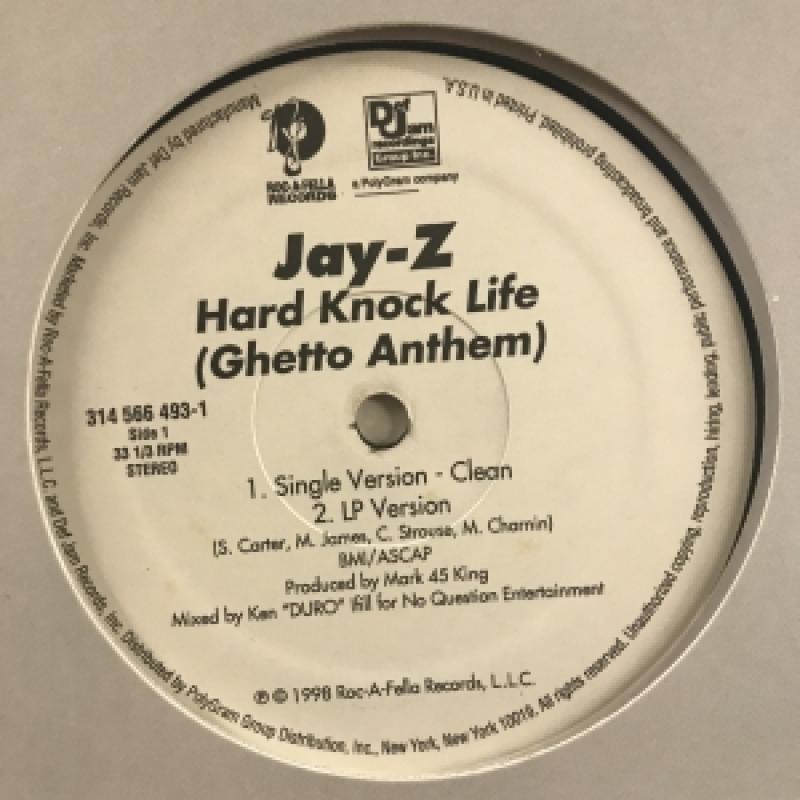 ROC-A-FELLA
RECORDS
Def
Jam
recordings
Group Inc.
a PolyGram company
Jay-Z
Hard Knock Life
(Ghetto Anthem)
314 566 493-1
Side 1
33 1/3 RPM
STEREO
1. Single Version - Clean
2. LP Version
(S. Carter, M. James, C. Strouse, M. Charnin)
BMI/ASCAP
Produced by Mark 45 King
Mixed by Ken "DURO" Ifill for No Question Entertainment
℗ © 1998 Roc-A-Fella Records, L.L.C.
Manufactured by Def Jam Records, Inc. Marketed by Roc-A-Fella Records, L.L.C. and Def Jam Records, Inc. Distributed by PolyGram Group Distribution, Inc., New York, New York 10019. All rights reserved. Unauthorized copying, reproduction, hiring, lending, public performance and broadcasting prohibited. Printed in U.S.A.